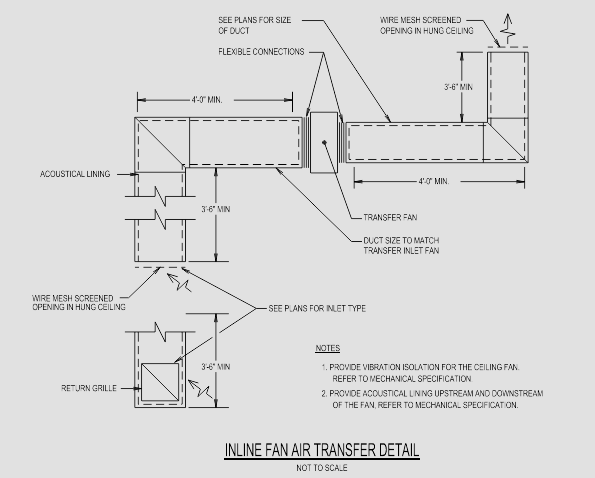 SEE PLANS FOR SIZE
OF DUCT
WIRE MESH SCREENED
OPENING IN HUNG CEILING
FLEXIBLE CONNECTIONS
3'-6" MIN
4'-0" MIN.
ACOUSTICAL LINING
4'-0" MIN.
3'-6" MIN
TRANSFER FAN
DUCT SIZE TO MATCH
TRANSFER INLET FAN
WIRE MESH SCREENED
OPENING IN HUNG CEILING
SEE PLANS FOR INLET TYPE
NOTES
1. PROVIDE VIBRATION ISOLATION FOR THE CEILING FAN.
REFER TO MECHANICAL SPECIFICATION
2. PROVIDE ACOUSTICAL LINING UPSTREAM AND DOWNSTREAM
OF THE FAN, REFER TO MECHANICAL SPECIFICATION.
3'-6" MIN
RETURN GRILLE
INLINE FAN AIR TRANSFER DETAIL
NOT TO SCALE